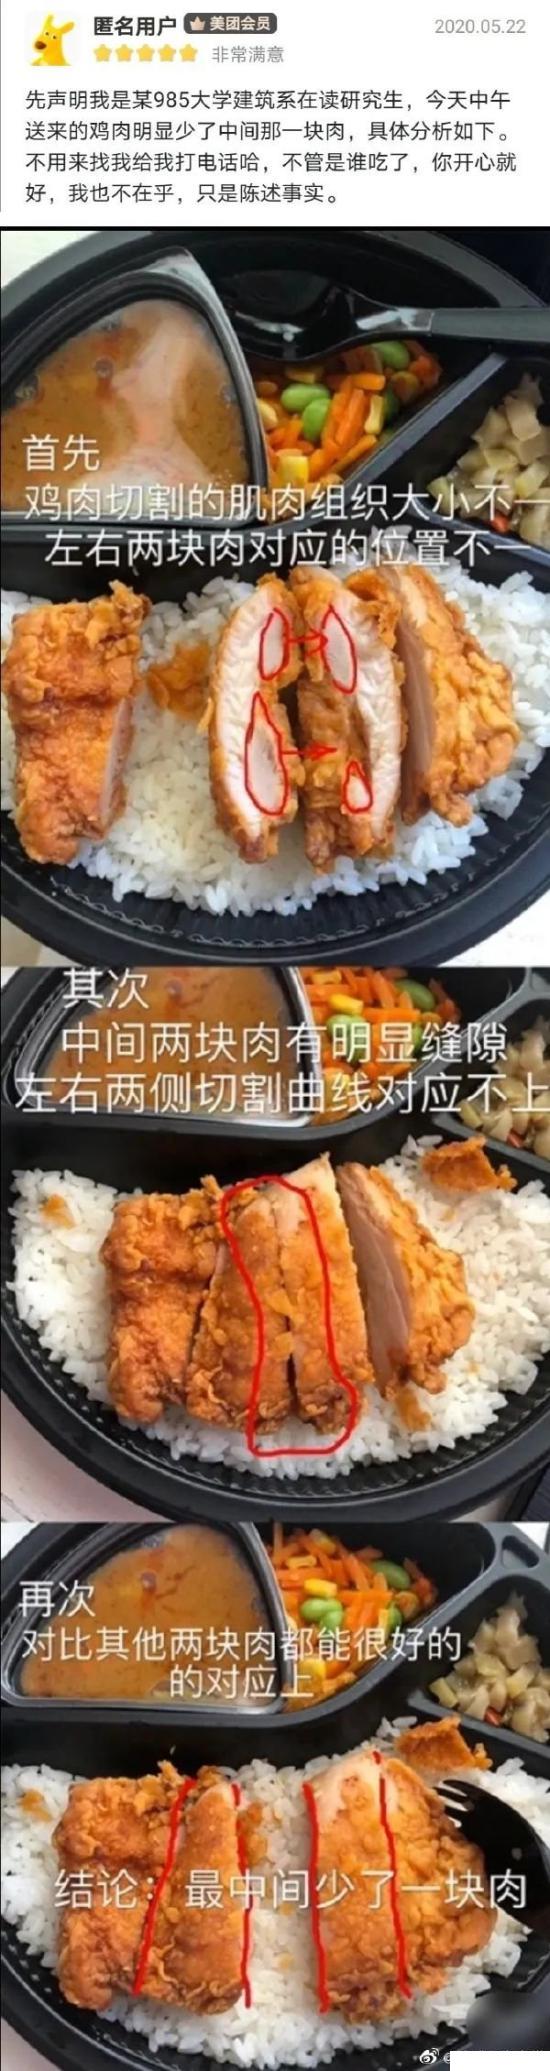 匿名用户 美团会员 2020.05.22
非常满意
先声明我是某985大学建筑系在读研究生，今天中午
送来的鸡肉明显少了中间那一块肉，具体分析如下。
不用来找我给我打电话哈，不管是谁吃了，你开心就
好，我也不在乎，只是陈述事实。
首先
鸡肉切割的肌肉组织大小不一
左右两块肉对应的位置不一
其次
中间两块肉有明显缝隙
左右两侧切割曲线对应不上
再次
对比其他两块肉都能很好的
的对应上
结论：最中间少了一块肉